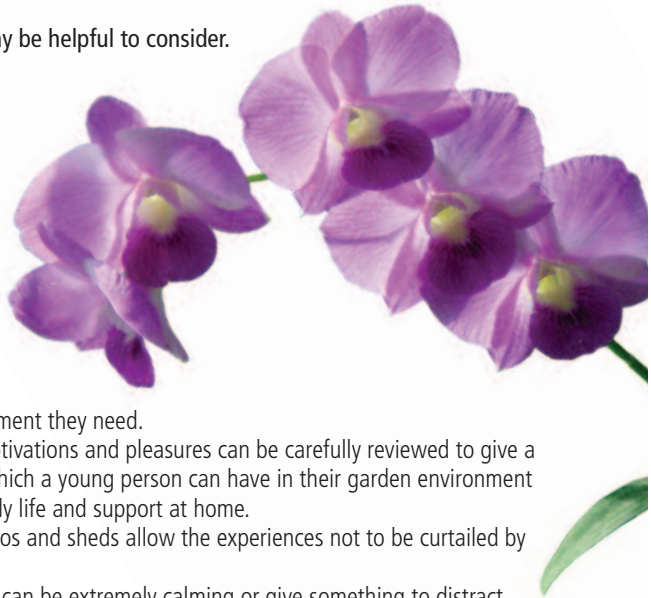 ay be helpful to consider.
ment they need.
tivations and pleasures can be carefully reviewed to give a
hich a young person can have in their garden environment
ly life and support at home.
os and sheds allow the experiences not to be curtailed by
can be extremely calming or give something to distract